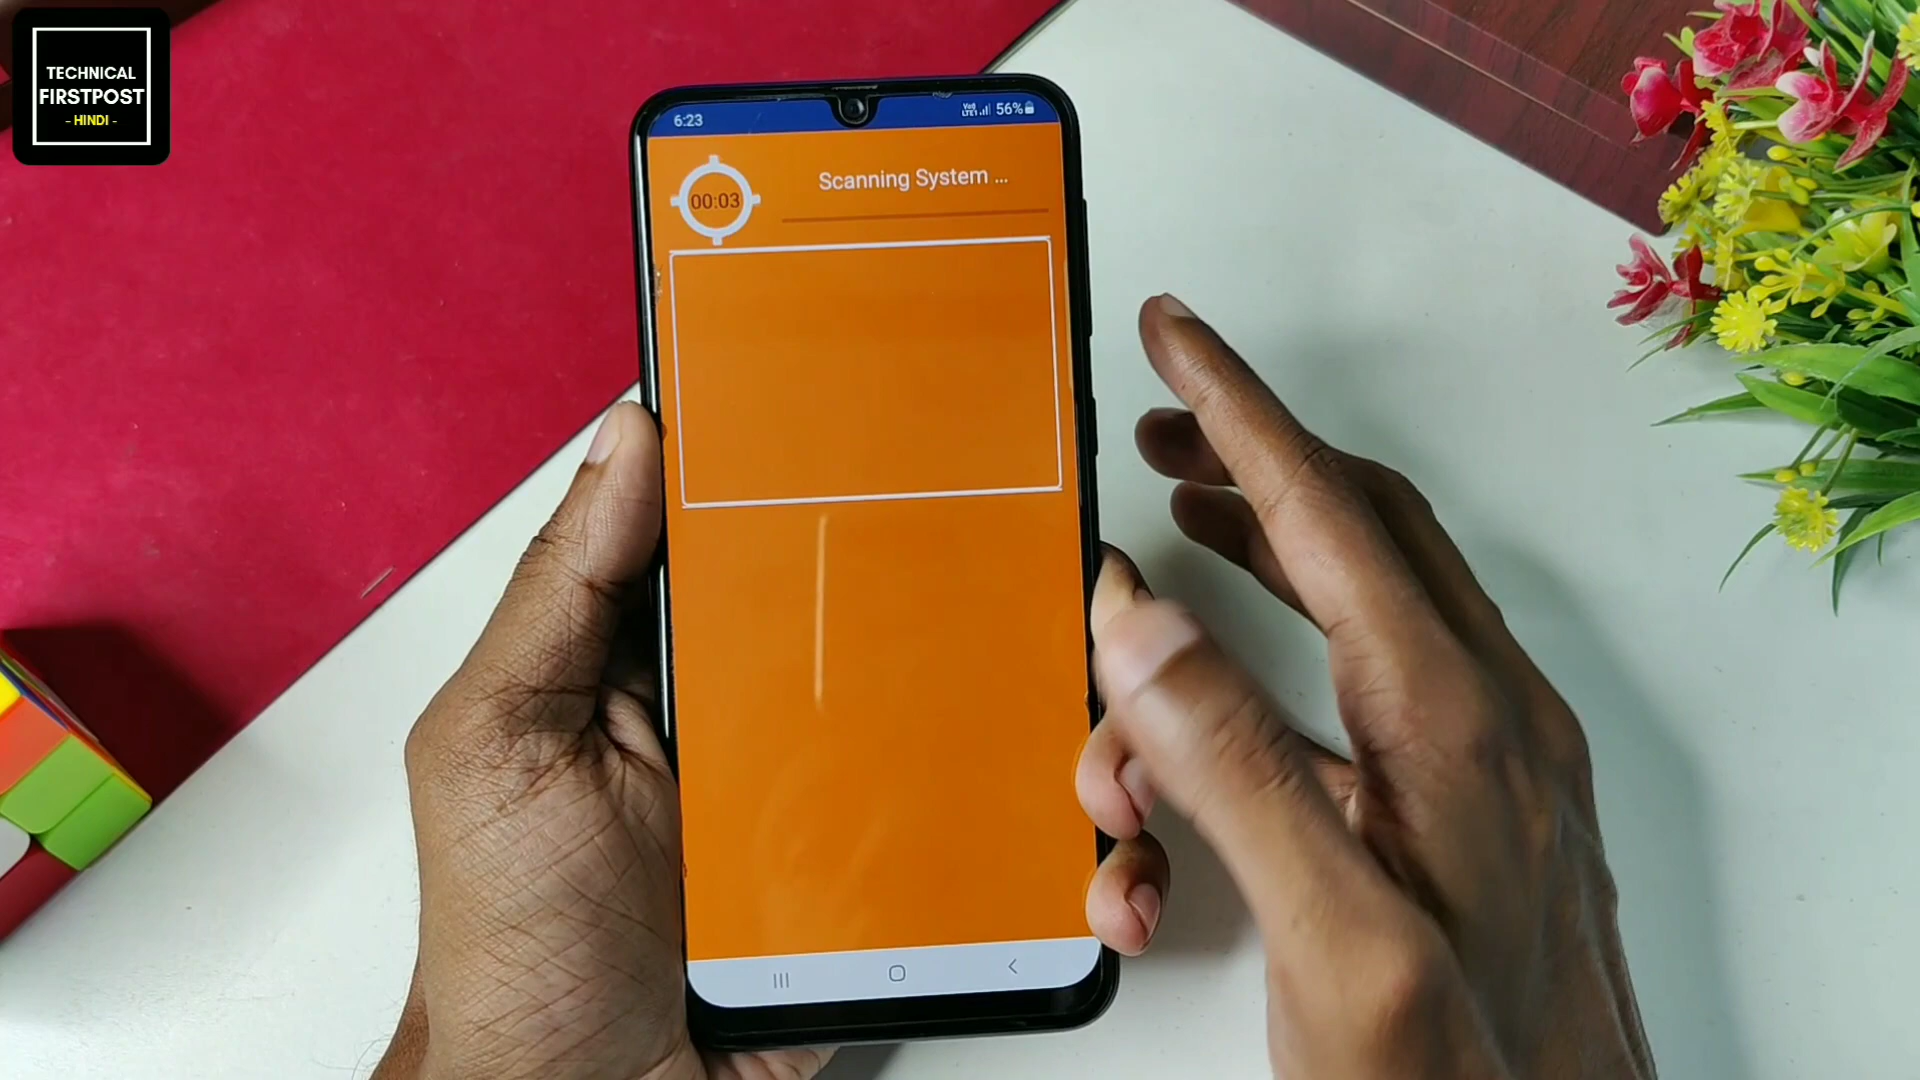 TECHNICAL
FIRSTPOST
- HINDI -
6:23
56%
00:03
Scanning System ...